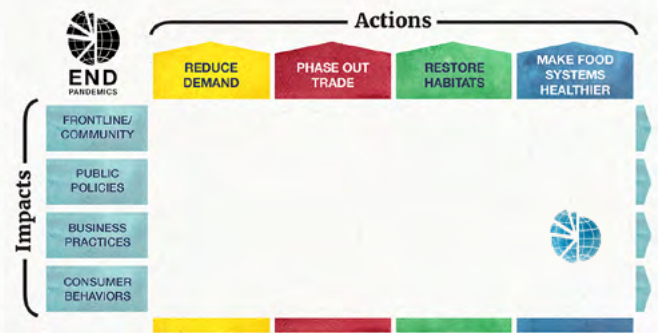 Actions
END
PANDEMICS
REDUCE
DEMAND
PHASE OUT
TRADE
RESTORE
HABITATS
MAKE FOOD
SYSTEMS
HEALTHIER
Impacts
FRONTLINE/
COMMUNITY
PUBLIC
POLICIES
BUSINESS
PRACTICES
CONSUMER
BEHAVIORS